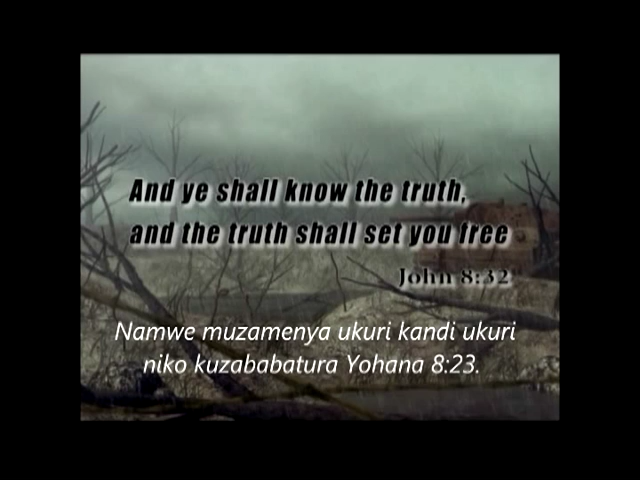 And ye shall know the truth,
and the truth shall set you free
John 8:32
Namwe muzamenya ukuri kandi ukuri
niko kuzababatura Yohana 8:23.